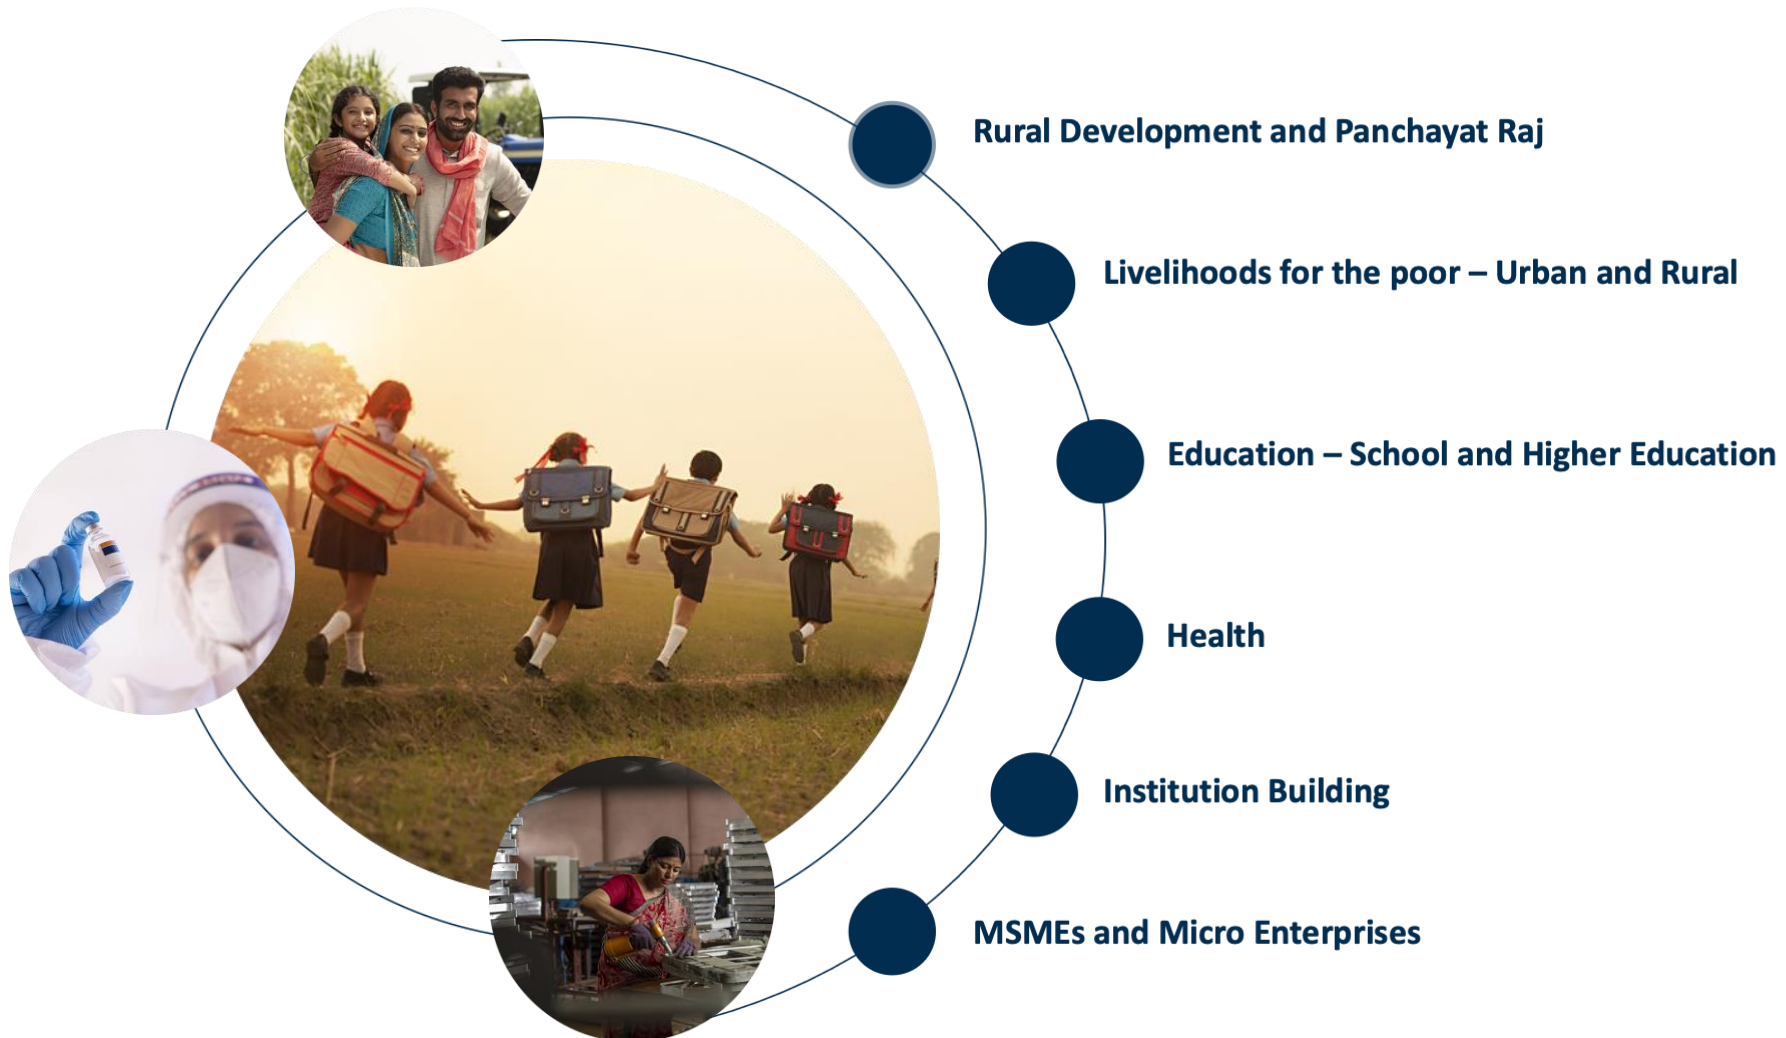 Rural Development and Panchayat Raj
Livelihoods for the poor – Urban and Rural
Education – School and Higher Education
Health
Institution Building
MSMEs and Micro Enterprises